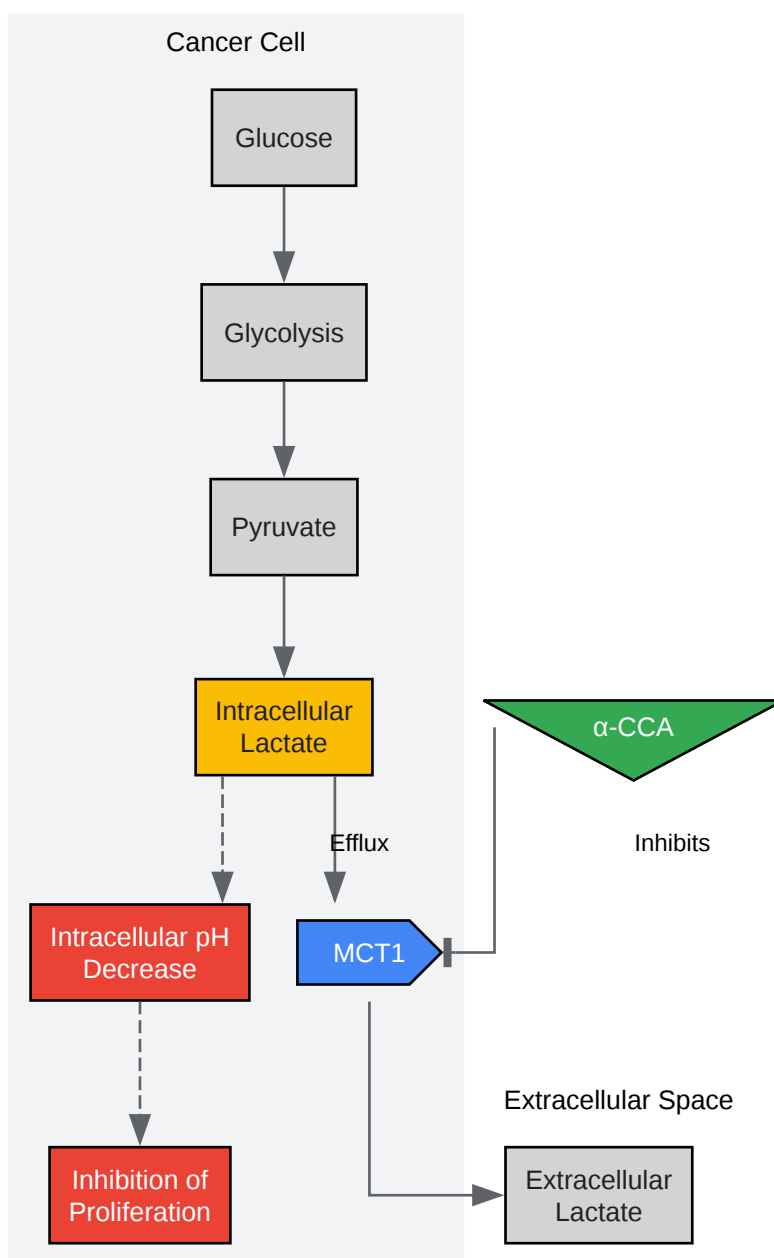 Cancer Cell
Glucose
Glycolysis
Pyruvate
Intracellular
Lactate
α-CCA
Efflux
Inhibits
Intracellular pH
Decrease
MCT1
Extracellular Space
Inhibition of
Proliferation
Extracellular
Lactate